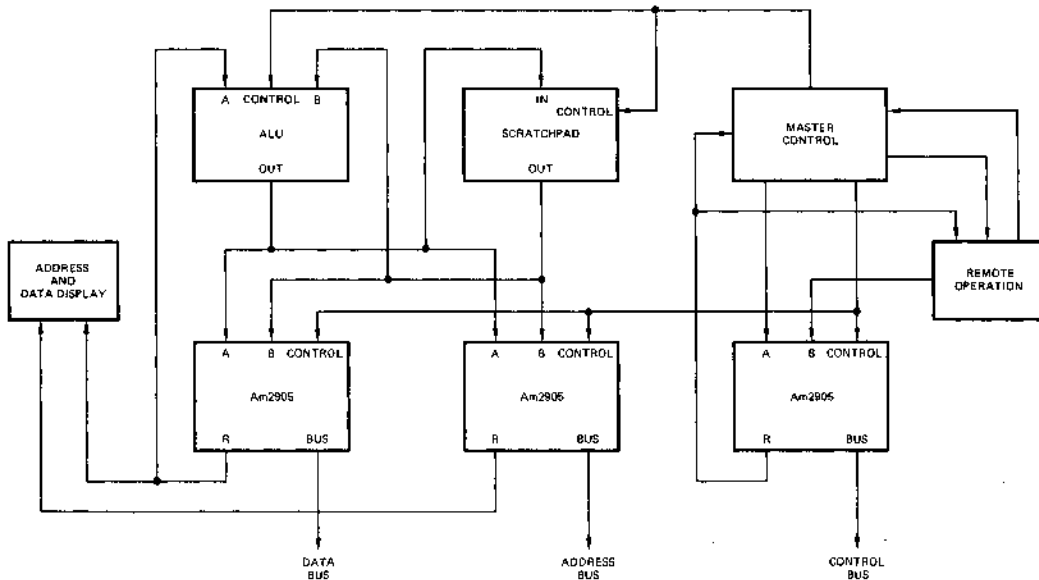 A CONTROL B
ALU
OUT
IN
CONTROL
SCRATCHPAD
OUT
MASTER
CONTROL
ADDRESS
AND
DATA DISPLAY
REMOTE
OPERATION
A B CONTROL
Am2905
R BUS
A B CONTROL
Am2905
R BUS
A B CONTROL
Am2905
R BUS
DATA
BUS
ADDRESS
BUS
CONTROL
BUS